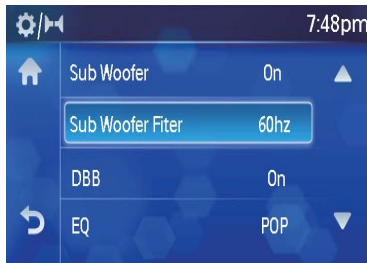 7:48pm
Sub Woofer On
Sub Woofer Fiter 60hz
DBB On
EQ POP